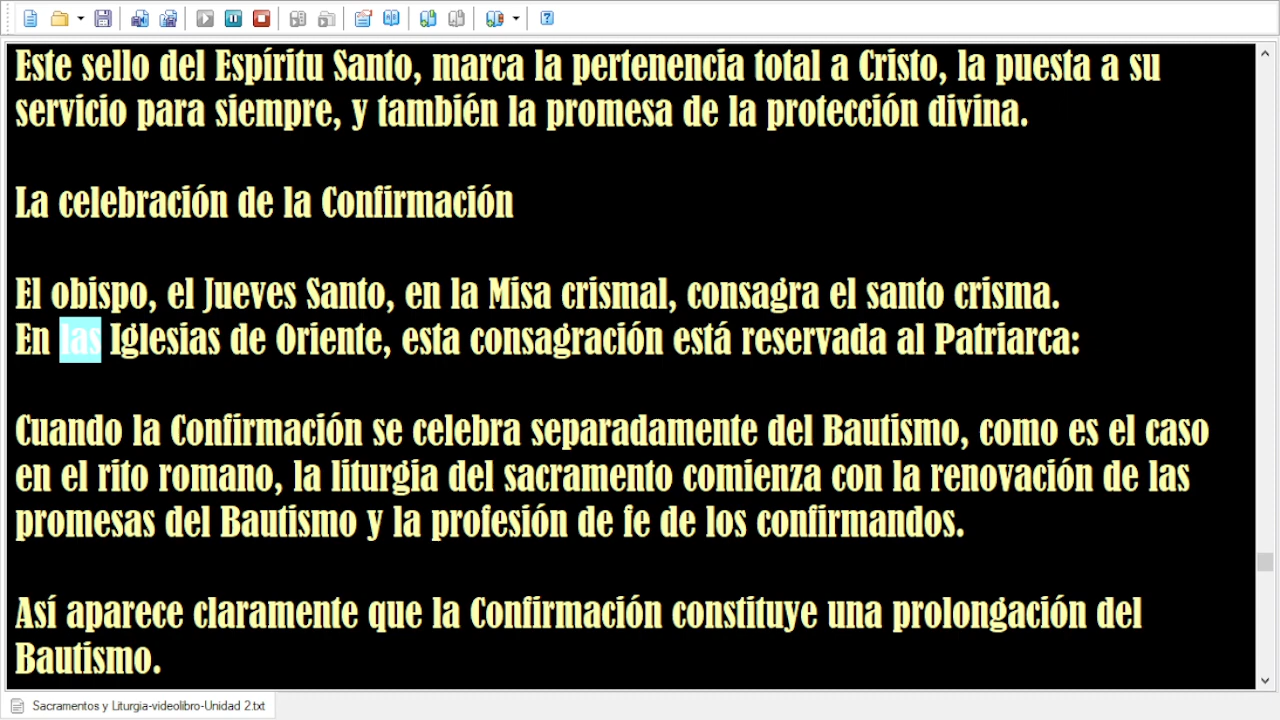 Este sello del Espíritu Santo, marca la pertenencia total a Cristo, la puesta a su
servicio para siempre, y también la promesa de la protección divina.
La celebración de la Confirmación
El obispo, el Jueves Santo, en la Misa crismal, consagra el santo crisma.
En las Iglesias de Oriente, esta consagración está reservada al Patriarca:
Cuando la Confirmación se celebra separadamente del Bautismo, como es el caso
en el rito romano, la liturgia del sacramento comienza con la renovación de las
promesas del Bautismo y la profesión de fe de los confirmandos.
Así aparece claramente que la Confirmación constituye una prolongación del
Bautismo.
Sacramentos y Liturgia-videolibro-Unidad 2.txt